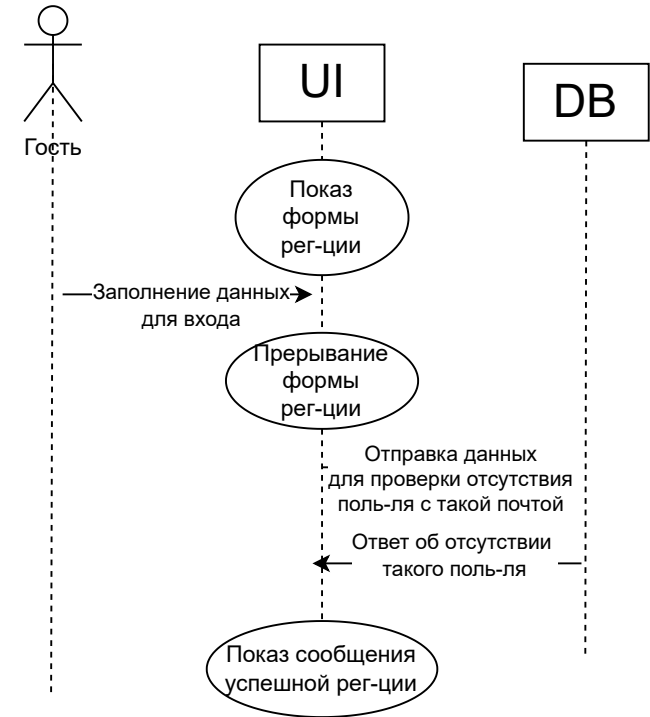 UI
DB
Гость
Показ
формы
рег-ции
Заполнение данных
для входа
Прерывание
формы
рег-ции
Отправка данных
для проверки отсутствия
поль-ля с такой почтой
Ответ об отсутствии
такого поль-ля
Показ сообщения
успешной рег-ции